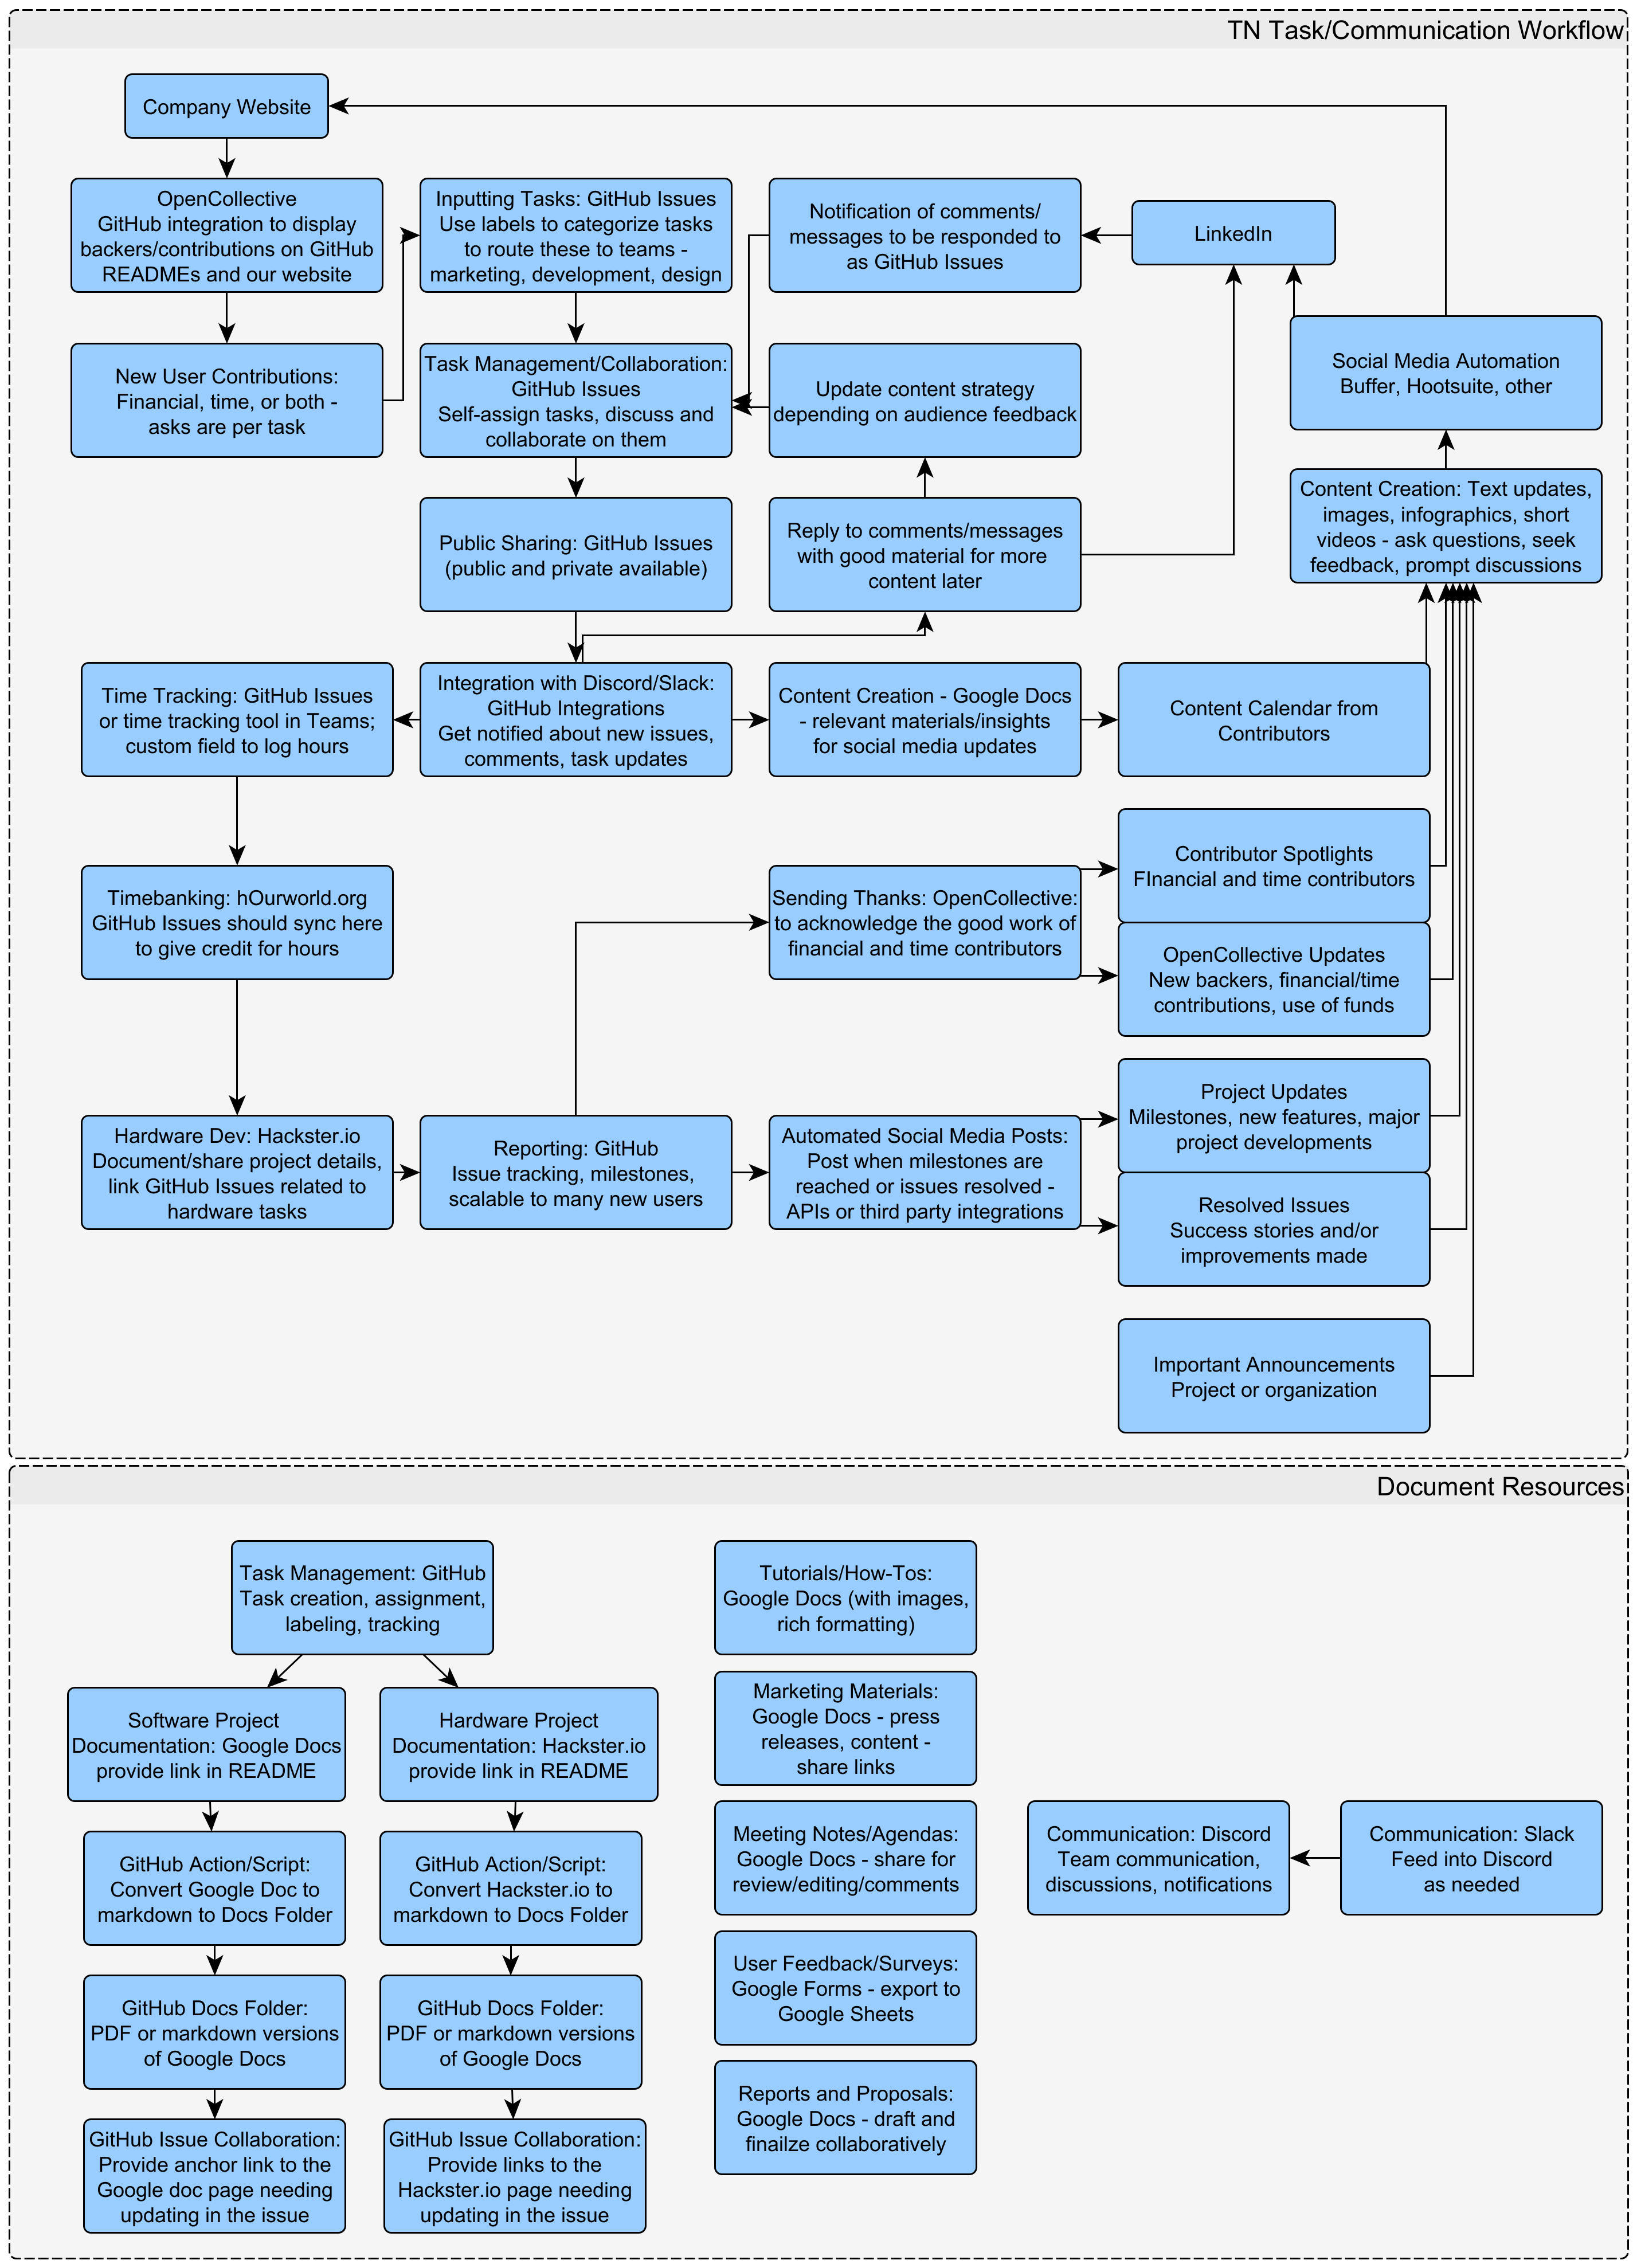 TN Task/Communication Workflow
Company Website
OpenCollective
GitHub integration to display
backers/contributions on GitHub
READMEs and our website
Inputting Tasks: GitHub Issues
Use labels to categorize tasks
to route these to teams -
marketing, development, design
Notification of comments/
messages to be responded to
as GitHub Issues
LinkedIn
New User Contributions:
Financial, time, or both -
asks are per task
Task Management/Collaboration:
GitHub Issues
Self-assign tasks, discuss and
collaborate on them
Update content strategy
depending on audience feedback
Social Media Automation
Buffer, Hootsuite, other
Public Sharing: GitHub Issues
(public and private available)
Reply to comments/messages
with good material for more
content later
Content Creation: Text updates,
images, infographics, short
videos - ask questions, seek
feedback, prompt discussions
Time Tracking: GitHub Issues
or time tracking tool in Teams;
custom field to log hours
Integration with Discord/Slack:
GitHub Integrations
Get notified about new issues,
comments, task updates
Content Creation - Google Docs
- relevant materials/insights
for social media updates
Content Calendar from
Contributors
Timebanking: hOurworld.org
GitHub Issues should sync here
to give credit for hours
Sending Thanks: OpenCollective:
to acknowledge the good work of
financial and time contributors
Contributor Spotlights
FInancial and time contributors
OpenCollective Updates
New backers, financial/time
contributions, use of funds
Hardware Dev: Hackster.io
Document/share project details,
link GitHub Issues related to
hardware tasks
Reporting: GitHub
Issue tracking, milestones,
scalable to many new users
Automated Social Media Posts:
Post when milestones are
reached or issues resolved -
APIs or third party integrations
Project Updates
Milestones, new features, major
project developments
Resolved Issues
Success stories and/or
improvements made
Important Announcements
Project or organization
Document Resources
Task Management: GitHub
Task creation, assignment,
labeling, tracking
Software Project
Documentation: Google Docs
provide link in README
Hardware Project
Documentation: Hackster.io
provide link in README
GitHub Action/Script:
Convert Google Doc to
markdown to Docs Folder
GitHub Action/Script:
Convert Hackster.io to
markdown to Docs Folder
GitHub Docs Folder:
PDF or markdown versions
of Google Docs
GitHub Docs Folder:
PDF or markdown versions
of Google Docs
GitHub Issue Collaboration:
Provide anchor link to the
Google doc page needing
updating in the issue
GitHub Issue Collaboration:
Provide links to the
Hackster.io page needing
updating in the issue
Tutorials/How-Tos:
Google Docs (with images,
rich formatting)
Marketing Materials:
Google Docs - press
releases, content -
share links
Meeting Notes/Agendas:
Google Docs - share for
review/editing/comments
User Feedback/Surveys:
Google Forms - export to
Google Sheets
Reports and Proposals:
Google Docs - draft and
finailze collaboratively
Communication: Discord
Team communication,
discussions, notifications
Communication: Slack
Feed into Discord
as needed